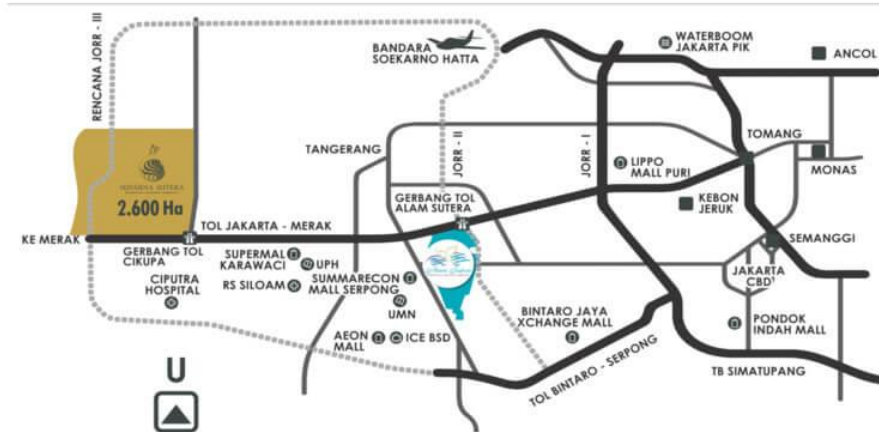 RENCANA JORR - III
BANDARA
SOEKARNO HATTA
WATERBOOM
JAKARTA PIK
ANCOL
TANGERANG
JORR - II
JORR - I
TOMANG
LIPPO
MALL PURI
MONAS
SUVARNA SUTERA
2.600 Ha
GERBANG TOL
ALAM SUTERA
KEBON
JERUK
TOL JAKARTA - MERAK
KE MERAK
SEMANGGI
GERBANG TOL
CIKUPA
SUPERMAL
KARAWACI
UPH
JAKARTA
CBD
CIPUTRA
HOSPITAL
RS SILOAM
SUMMARECON
MALL SERPONG
UMN
BINTARO JAYA
XCHANGE MALL
PONDOK
INDAH MALL
AEON
MALL
ICE BSD
TOL BINTARO - SERPONG
TB SIMATUPANG
U